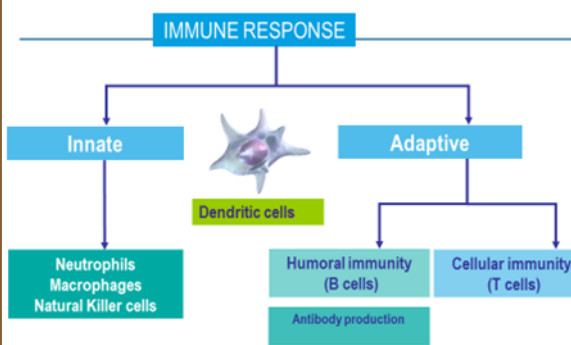 IMMUNE RESPONSE
Innate
Adaptive
Dendritic cells
Neutrophils
Macrophages
Natural Killer cells
Humoral immunity
(B cells)
Cellular immunity
(T cells)
Antibody production